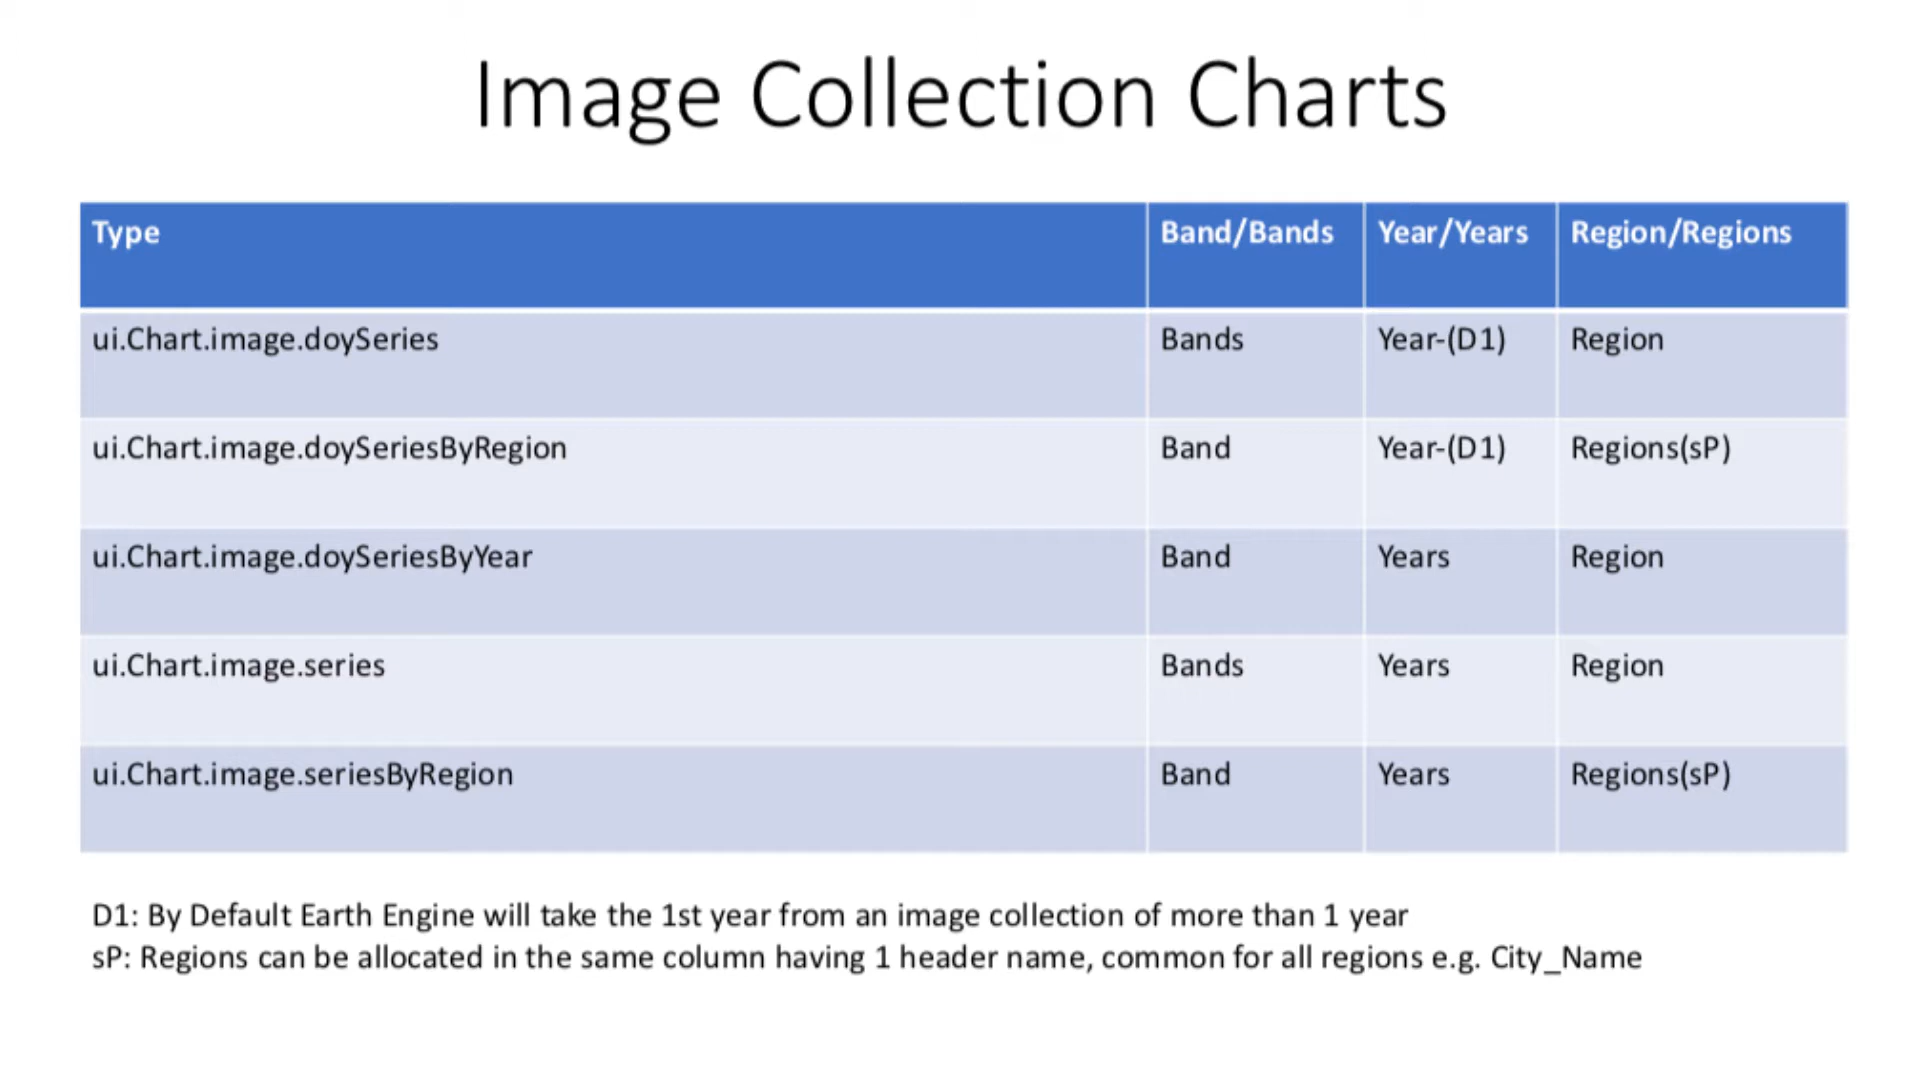 Image Collection Charts
Type Band/Bands Year/Years Region/Regions
ui.Chart.image.doySeries Bands Year-(D1) Region
ui.Chart.image.doySeriesByRegion Band Year-(D1) Regions(sP)
ui.Chart.image.doySeriesByYear Band Years Region
ui.Chart.image.series Bands Years Region
ui.Chart.image.seriesByRegion Band Years Regions(sP)
D1: By Default Earth Engine will take the 1st year from an image collection of more than 1 year
sP: Regions can be allocated in the same column having 1 header name, common for all regions e.g. City_Name